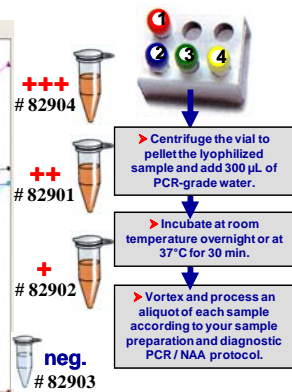 +++
# 82904
++
# 82901
+
# 82902
neg.
# 82903
1
2
3
4
➤ Centrifuge the vial to
pellet the lyophilized
sample and add 300 µL of
PCR-grade water.
➤ Incubate at room
temperature overnight or at
37°C for 30 min.
➤ Vortex and process an
aliquot of each sample
according to your sample
preparation and diagnostic
PCR / NAA protocol.